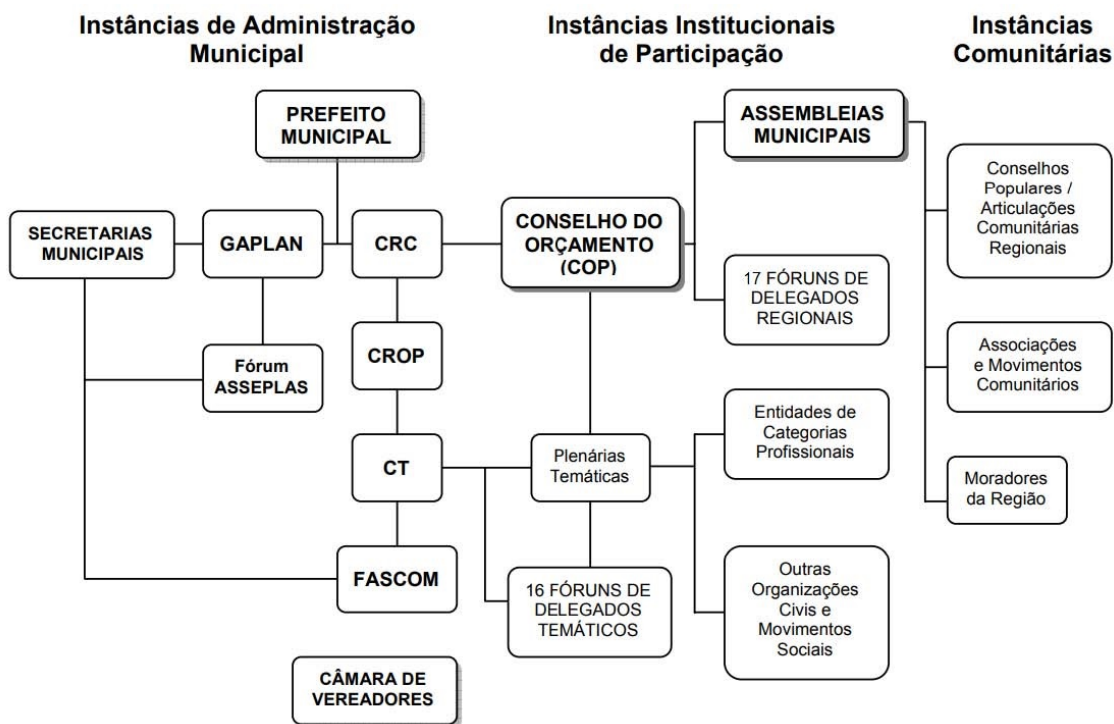 Instâncias de Administração
Municipal
Instâncias Institucionais
de Participação
Instâncias
Comunitárias
PREFEITO
MUNICIPAL
ASSEMBLEIAS
MUNICIPAIS
Conselhos
Populares /
Articulações
Comunitárias
Regionais
SECRETARIAS
MUNICIPAIS
GAPLAN
CRC
CONSELHO DO
ORÇAMENTO
(COP)
17 FÓRUNS DE
DELEGADOS
REGIONAIS
Fórum
ASSEPLAS
CROP
Associações
e Movimentos
Comunitários
Entidades de
Categorias
Profissionais
CT
Plenárias
Temáticas
Moradores
da Região
FASCOM
16 FÓRUNS DE
DELEGADOS
TEMÁTICOS
Outras
Organizações
Civis e
Movimentos
Sociais
CÂMARA DE
VEREADORES